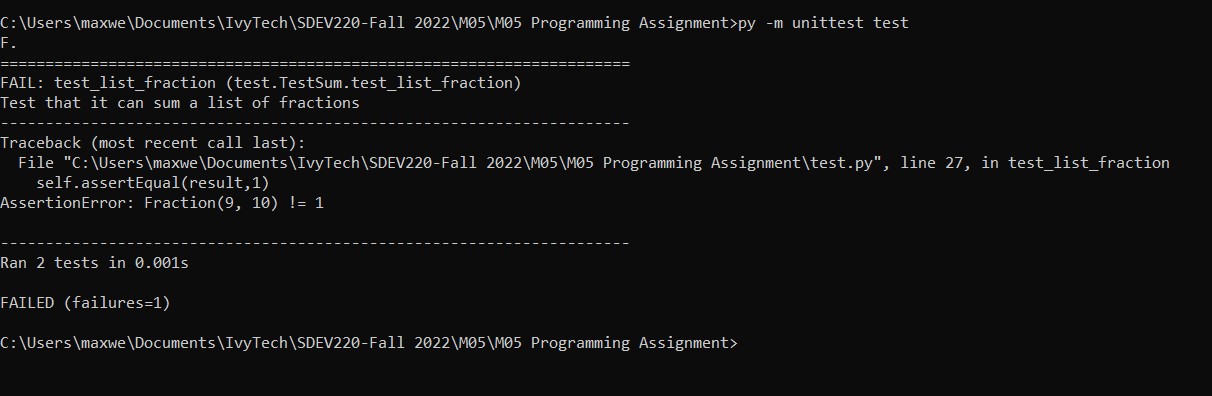 C:\Users\maxwe\Documents\IvyTech\SDEV220-Fall 2022\M05\M05 Programming Assignment>py -m unittest test
F.
======================================================================
FAIL: test_list_fraction (test.TestSum.test_list_fraction)
Test that it can sum a list of fractions
----------------------------------------------------------------------
Traceback (most recent call last):
  File "C:\Users\maxwe\Documents\IvyTech\SDEV220-Fall 2022\M05\M05 Programming Assignment\test.py", line 27, in test_list_fraction
    self.assertEqual(result,1)
AssertionError: Fraction(9, 10) != 1
----------------------------------------------------------------------
Ran 2 tests in 0.001s
FAILED (failures=1)
C:\Users\maxwe\Documents\IvyTech\SDEV220-Fall 2022\M05\M05 Programming Assignment>